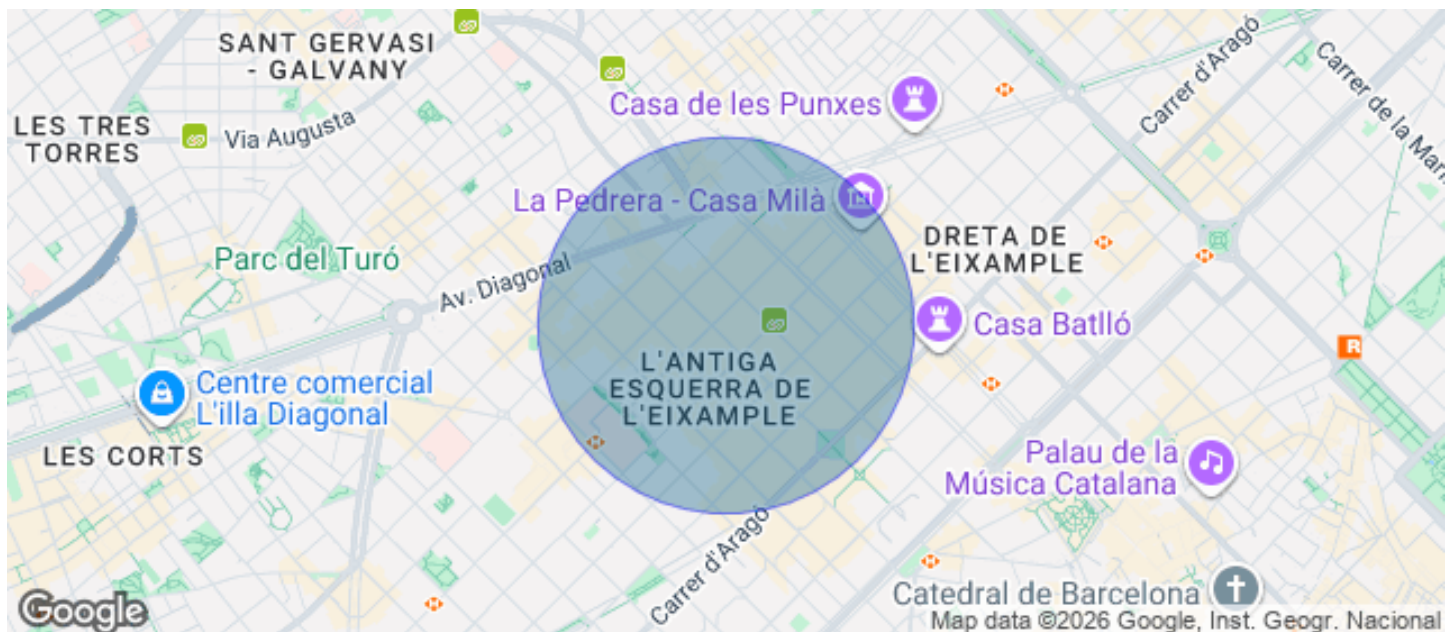 SANT GERVASI
- GALVANY
Casa de les Punxes
Carrer d'Aragó
Carrer de la Mar
LES TRES
TORRES
Via Augusta
La Pedrera - Casa Milà
DRETA DE
L'EIXAMPLE
Parc del Turó
Av. Diagonal
Casa Batlló
L'ANTIGA
ESQUERRA DE
L'EIXAMPLE
Centre comercial
L'illa Diagonal
R
LES CORTS
Palau de la
Música Catalana
Carrer d'Aragó
Catedral de Barcelona
Google
Map data ©2026 Google, Inst. Geogr. Nacional